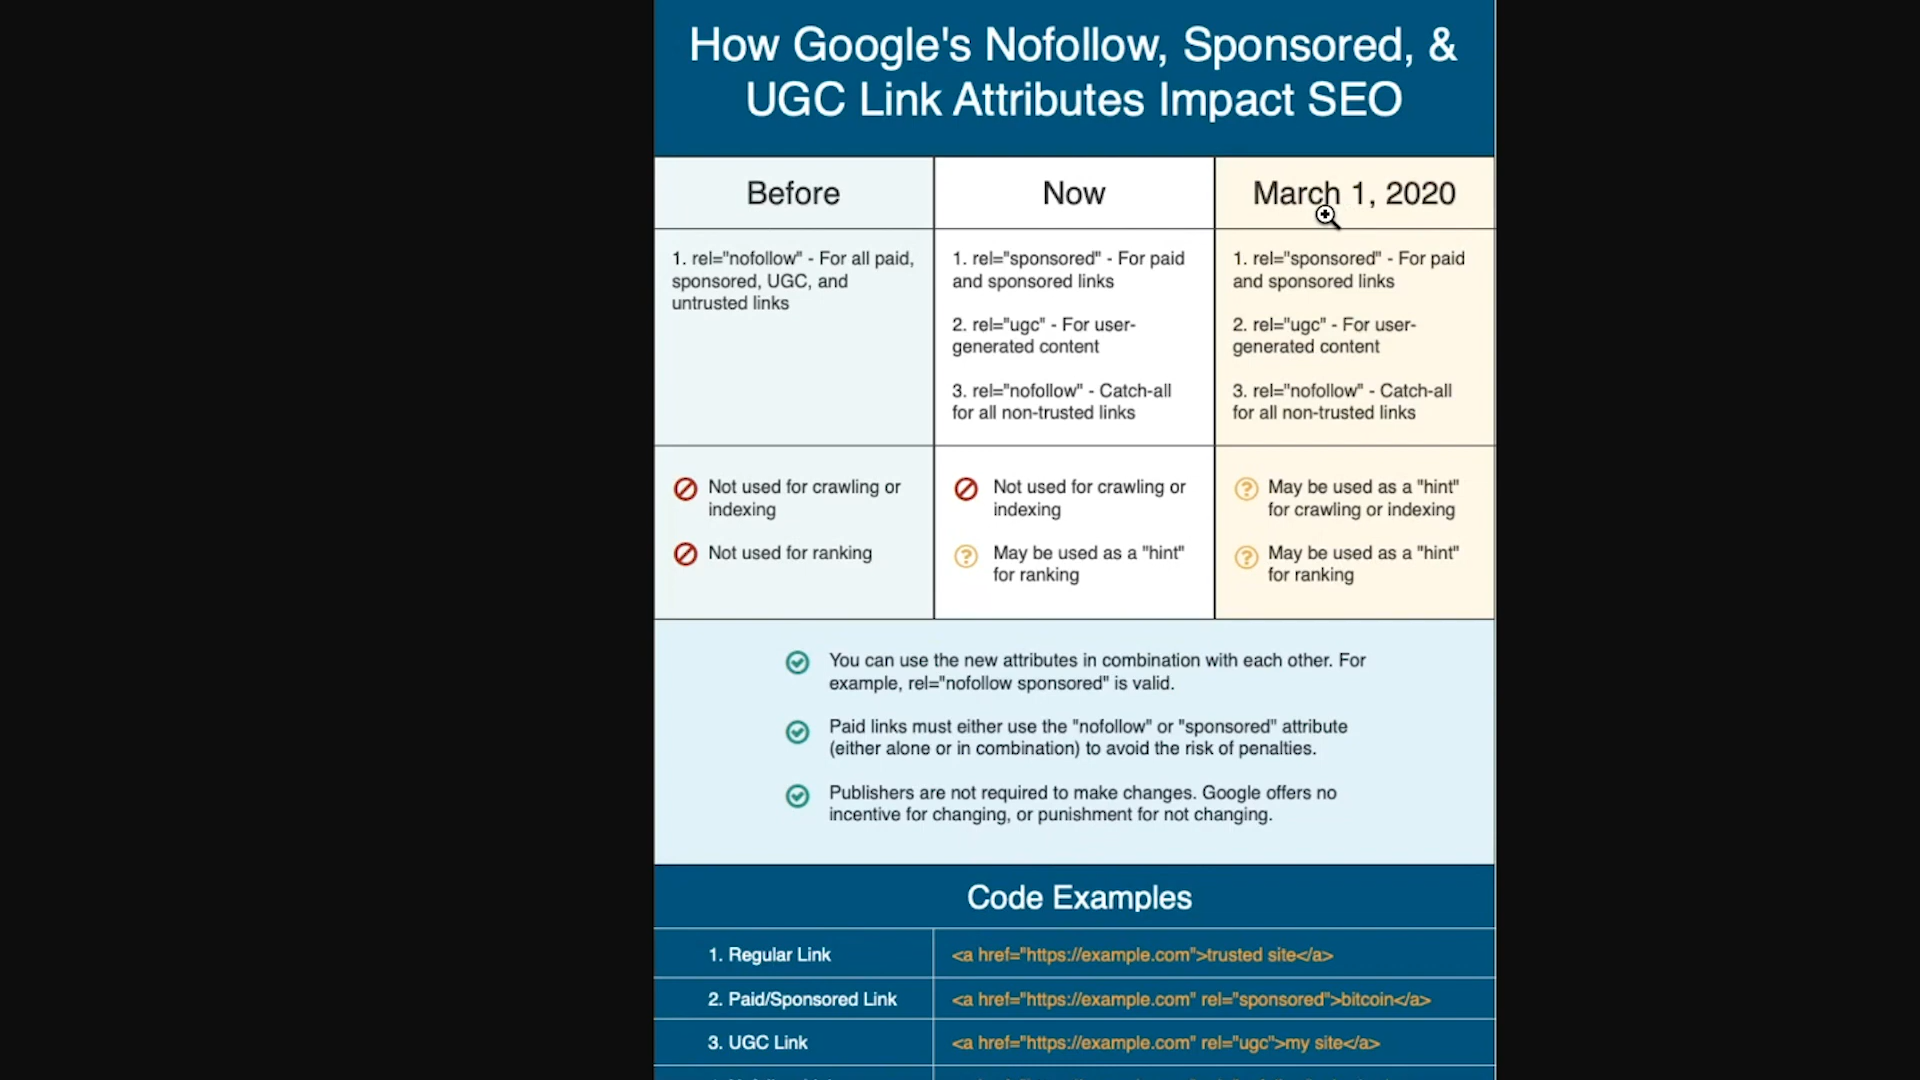 How Google's Nofollow, Sponsored, &
UGC Link Attributes Impact SEO
Before
Now
March 1, 2020
1. rel="nofollow" - For all paid,
sponsored, UGC, and
untrusted links
1. rel="sponsored" - For paid
and sponsored links
2. rel="ugc" - For user-
generated content
3. rel="nofollow" - Catch-all
for all non-trusted links
1. rel="sponsored" - For paid
and sponsored links
2. rel="ugc" - For user-
generated content
3. rel="nofollow" - Catch-all
for all non-trusted links
Not used for crawling or
indexing
Not used for ranking
Not used for crawling or
indexing
May be used as a "hint"
for ranking
May be used as a "hint"
for crawling or indexing
May be used as a "hint"
for ranking
You can use the new attributes in combination with each other. For
example, rel="nofollow sponsored" is valid.
Paid links must either use the "nofollow" or "sponsored" attribute
(either alone or in combination) to avoid the risk of penalties.
Publishers are not required to make changes. Google offers no
incentive for changing, or punishment for not changing.
Code Examples
1. Regular Link
<a href="https://example.com">trusted site</a>
2. Paid/Sponsored Link
<a href="https://example.com" rel="sponsored">bitcoin</a>
3. UGC Link
<a href="https://example.com" rel="ugc">my site</a>